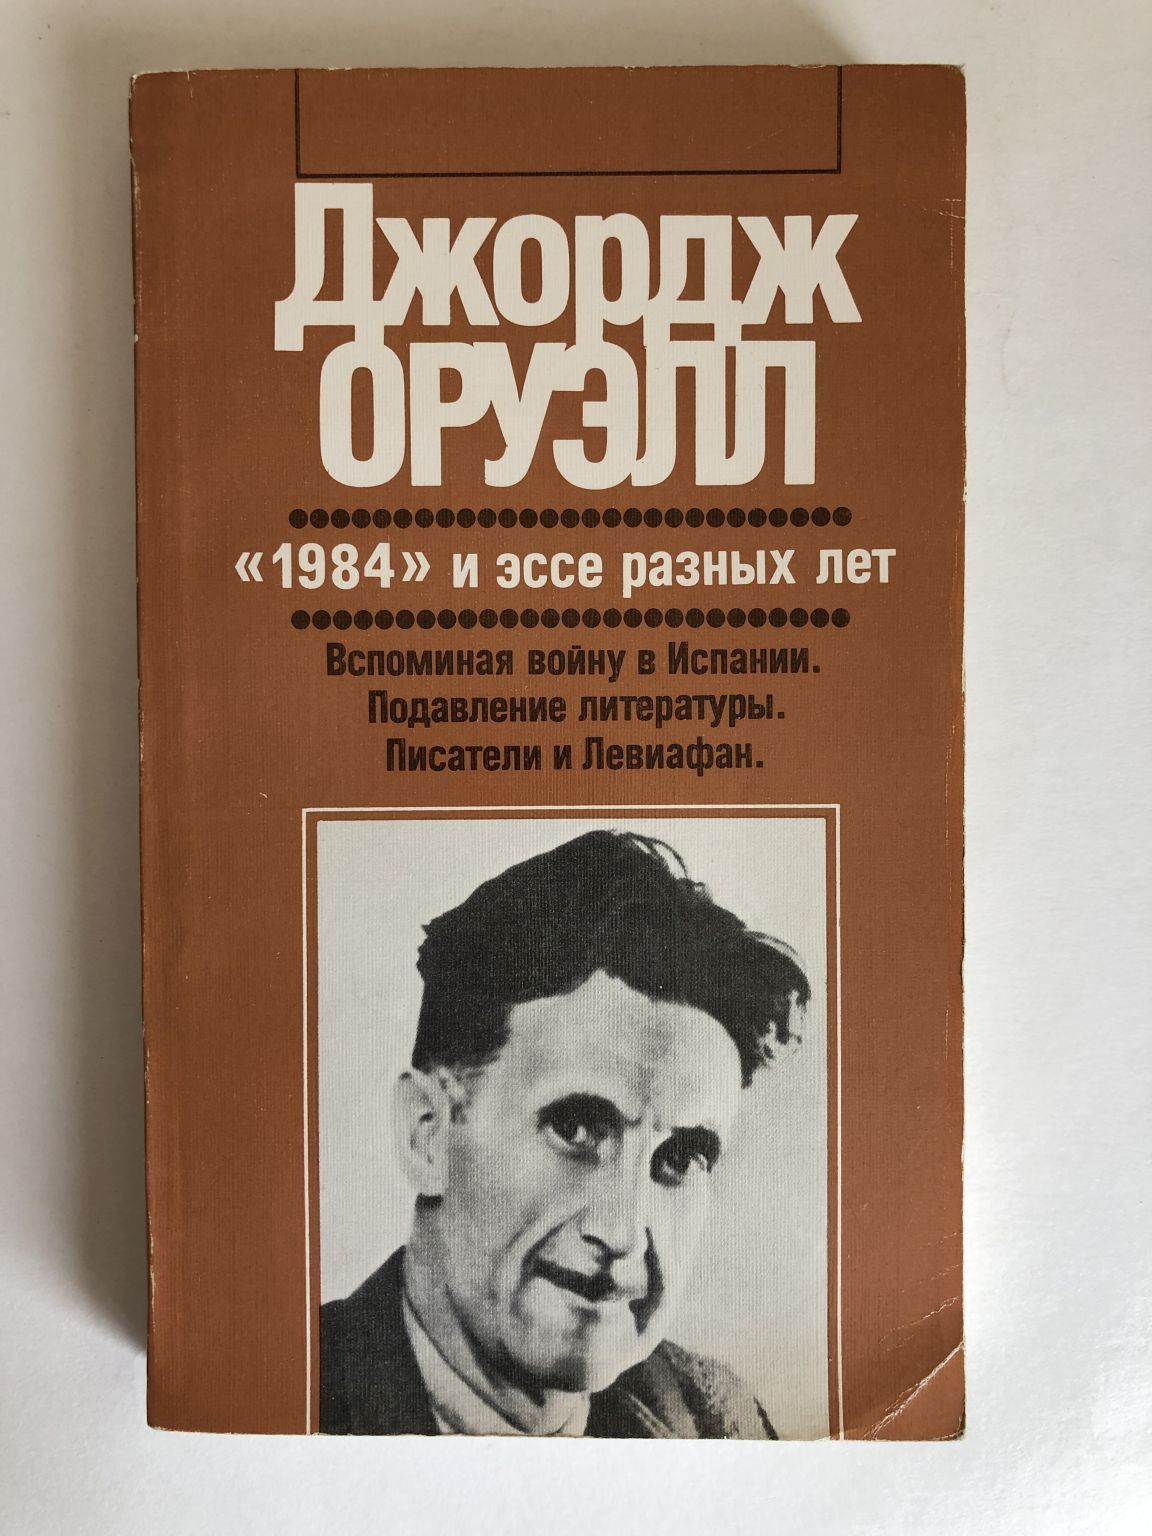 Джордж
ОРУЭЛЛ
«1984» и эссе разных лет
Вспоминая войну в Испании.
Подавление литературы.
Писатели и Левиафан.